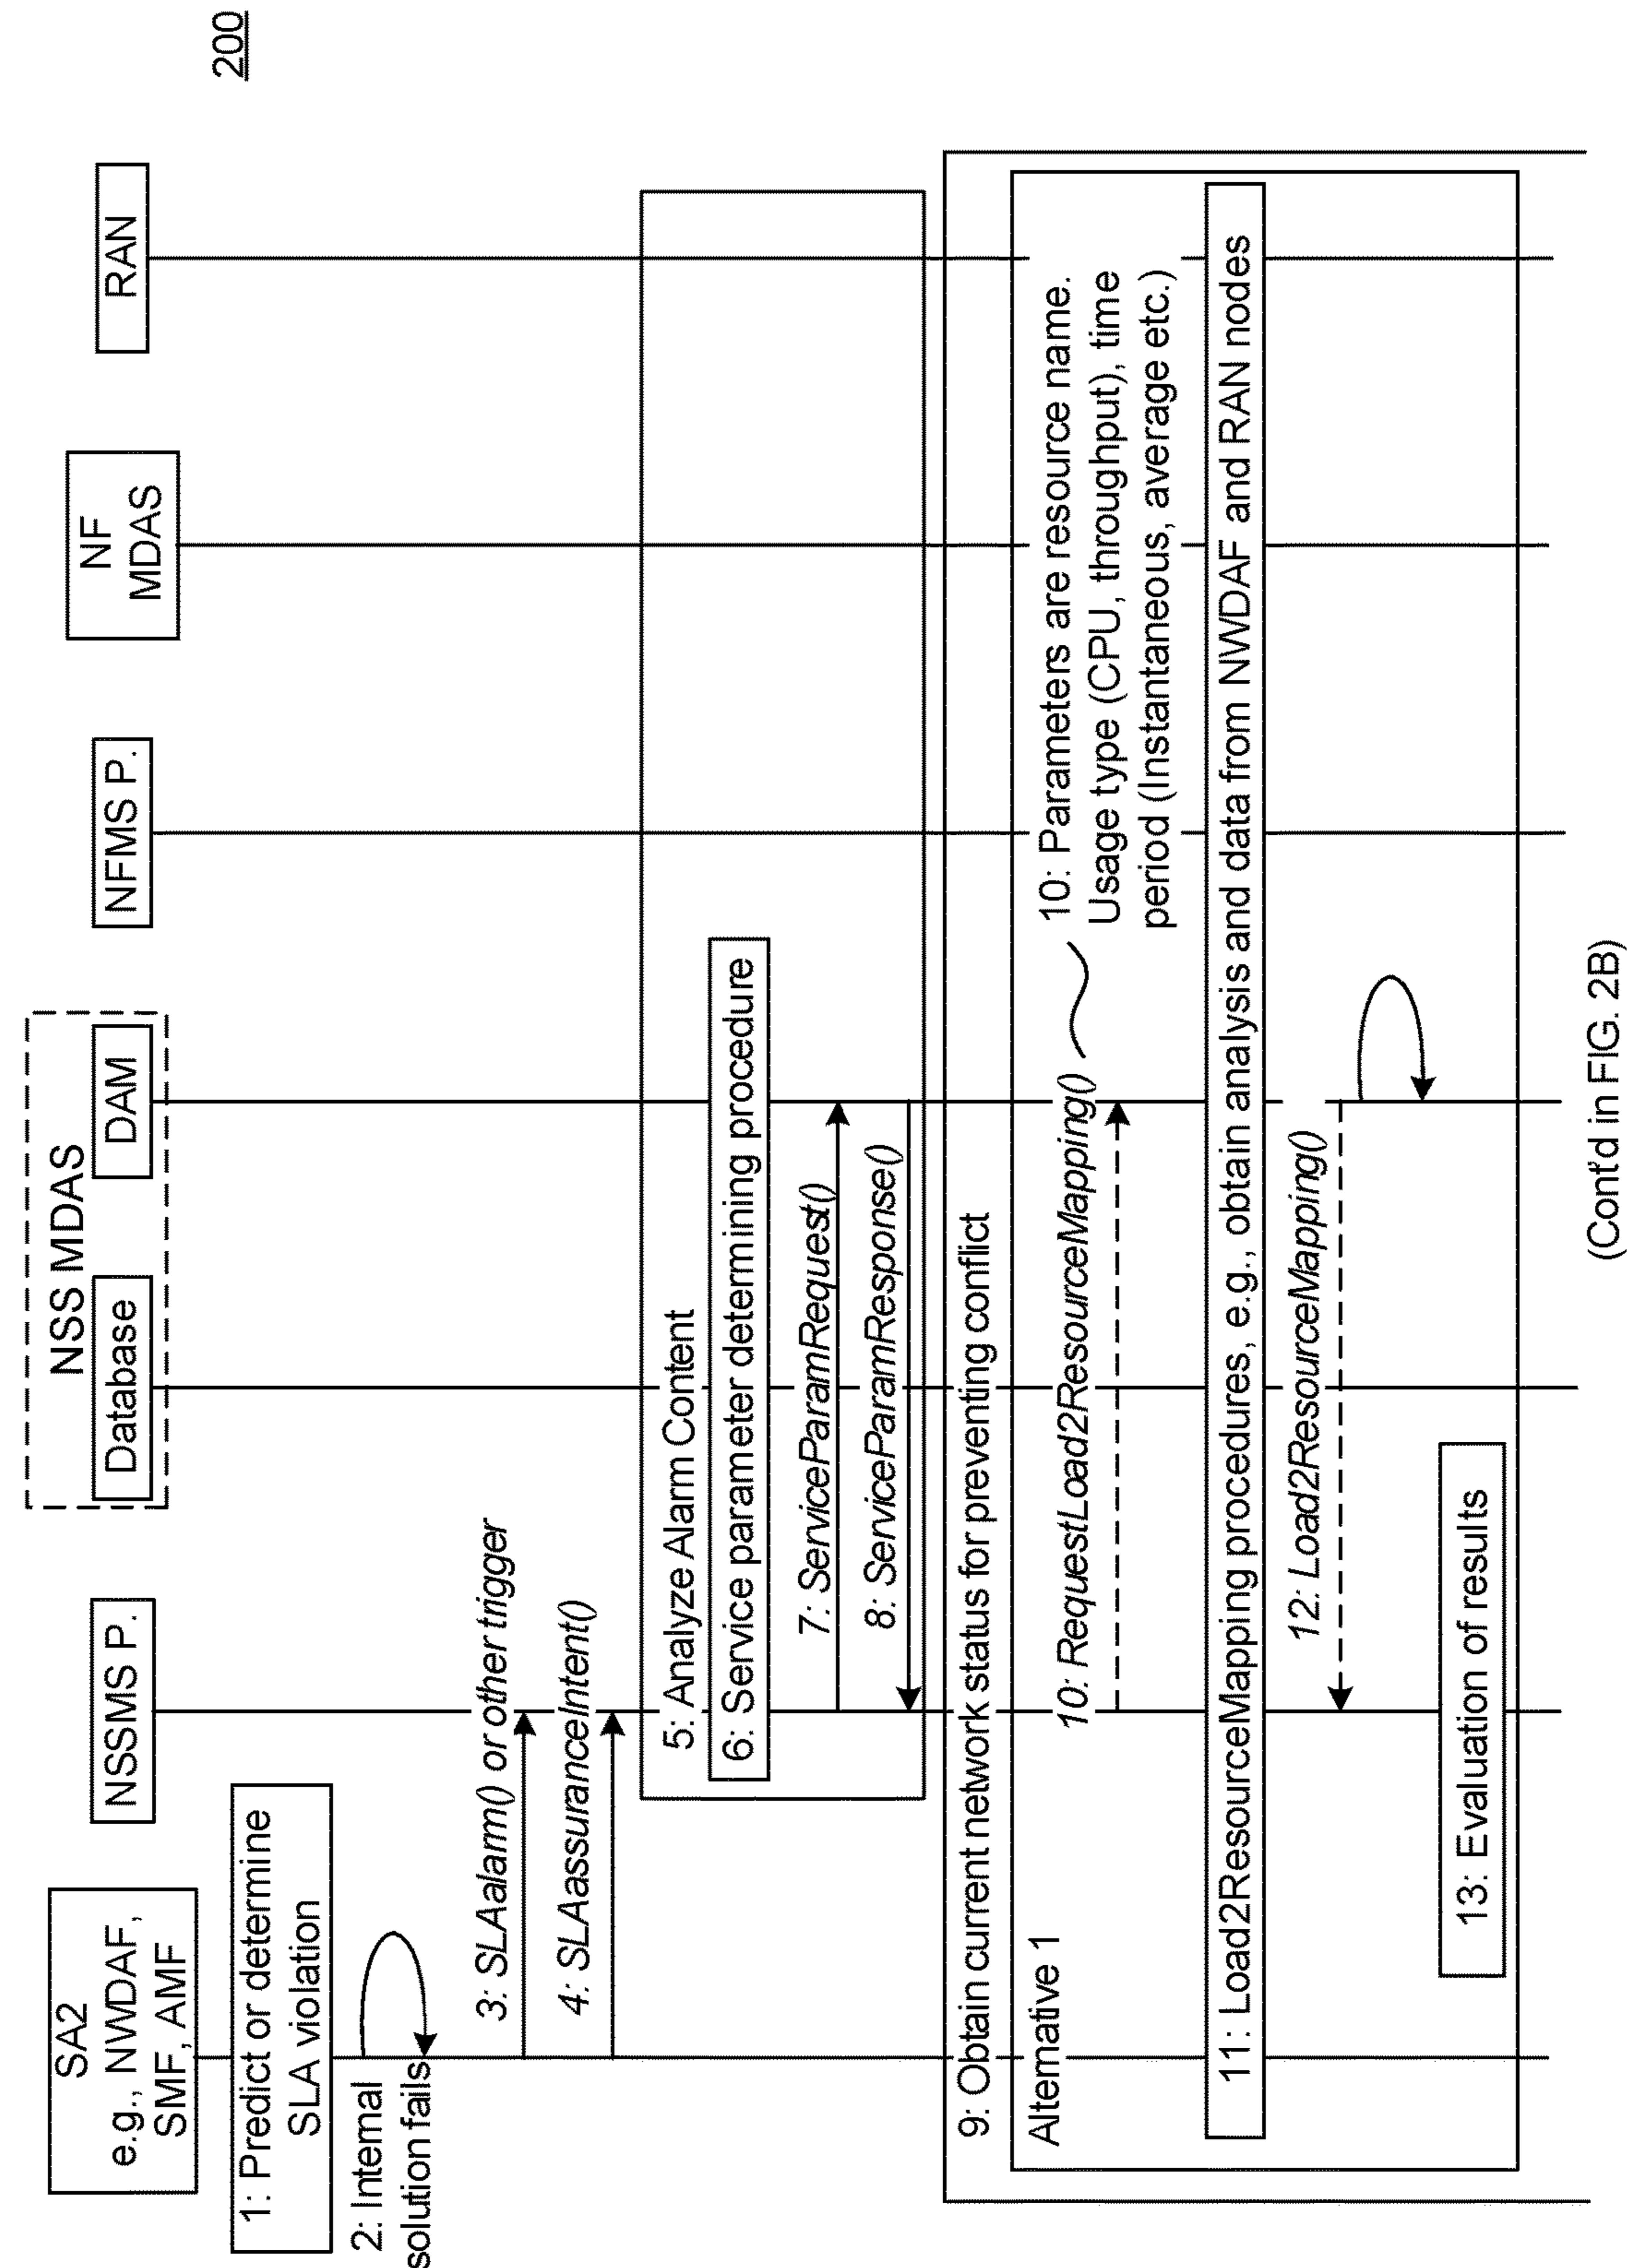 200
SA2
e.g., NWDAF,
SMF, AMF
NSSMS P.
NSS MDAS
Database
DAM
NFMS P.
NF
MDAS
RAN
1: Predict or determine
SLA violation
2: Internal
solution fails
3: SLAalarm() or other trigger
4: SLAassuranceIntent()
5: Analyze Alarm Content
6: Service parameter determining procedure
7: ServiceParamRequest()
8: ServiceParamResponse()
9: Obtain current network status for preventing conflict
Alternative 1
10: RequestLoad2ResourceMapping()
10: Parameters are resource name.
Usage type (CPU, throughput), time
period (Instantaneous, average etc.)
11: Load2ResourceMapping procedures, e.g., obtain analysis and data from NWDAF and RAN nodes
12: Load2ResourceMapping()
13: Evaluation of results
(Cont'd in FIG. 2B)